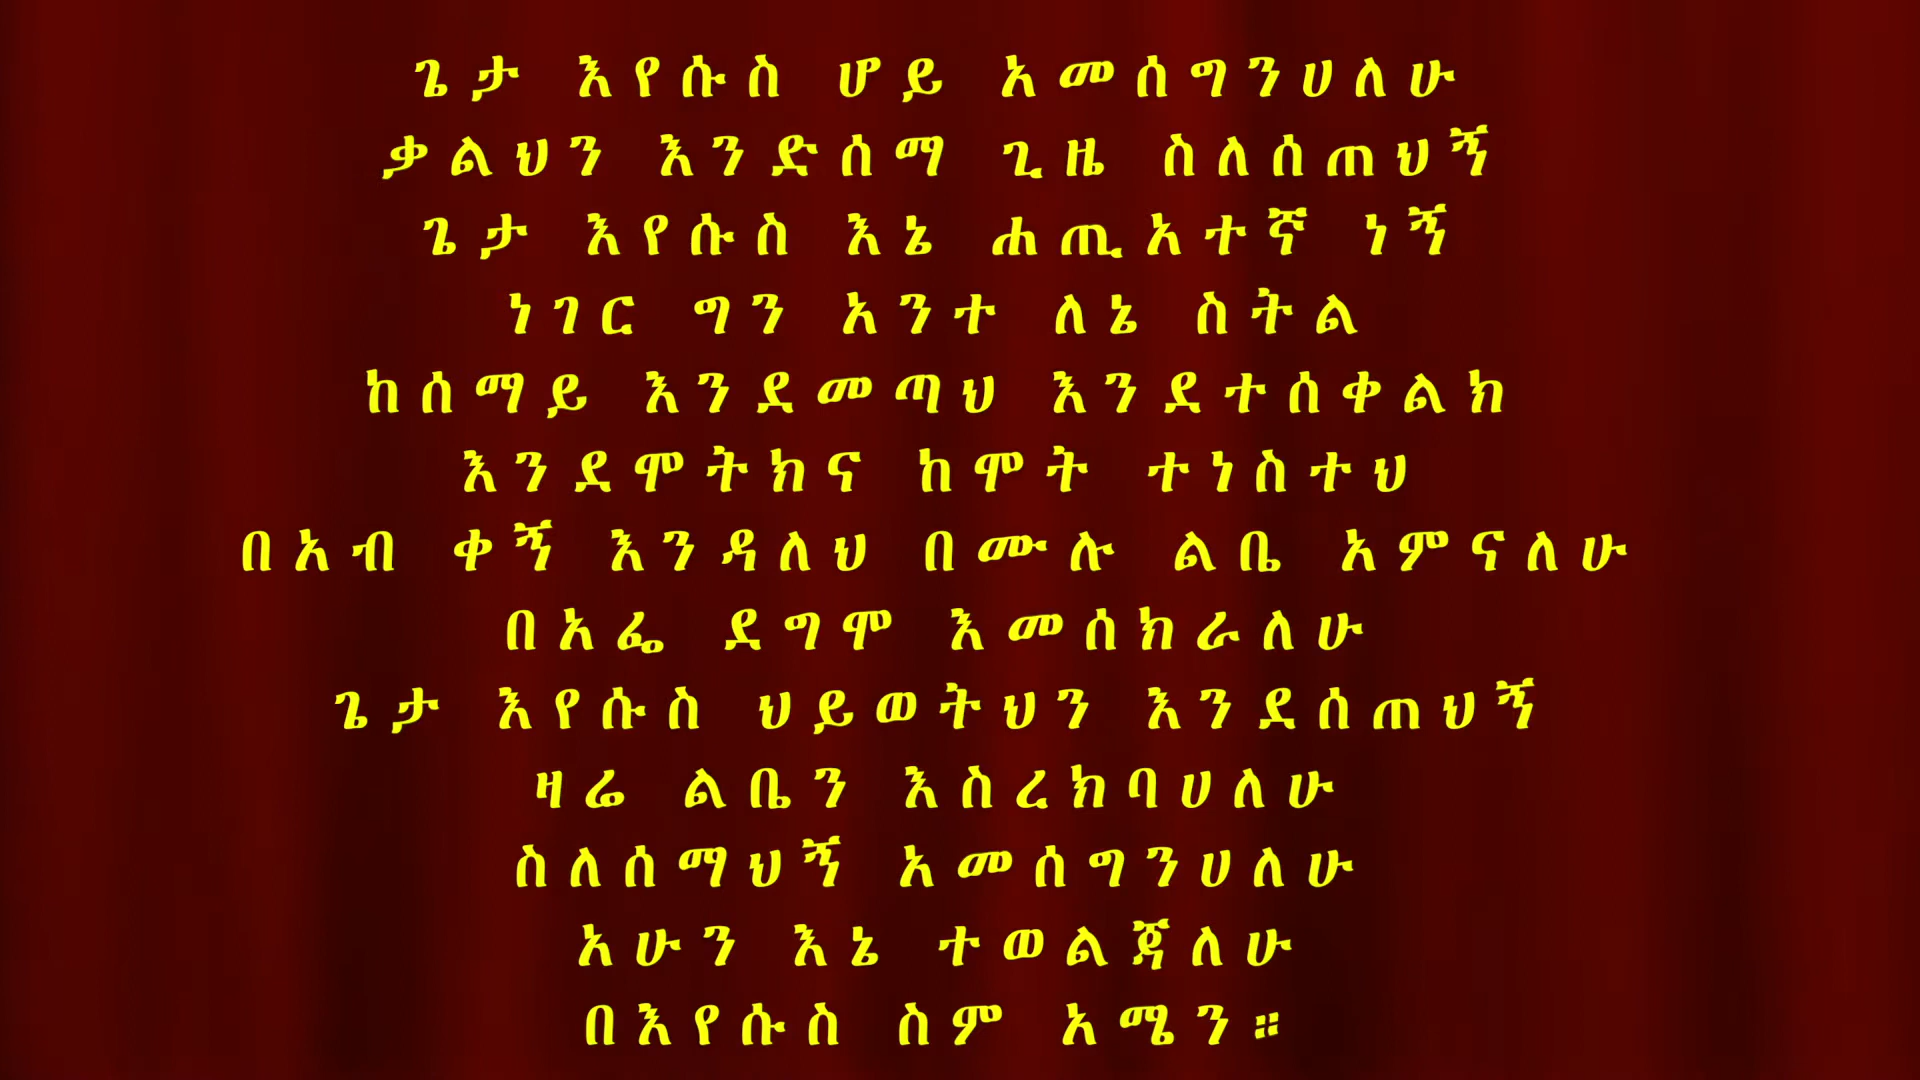 ጌታ እየሱስ ሆይ አመሰግንሀለሁ
ቃልህን እንድሰማ ጊዜ ስለሰጠህኝ
ጌታ እየሱስ እኔ ሐጢአተኛ ነኝ
ነገር ግን አንተ ለኔ ስትል
ከሰማይ እንደመጣህ እንደተሰቀልክ
እንደሞትክና ከሞት ተነስተህ
በአብ ቀኝ እንዳለህ በሙሉ ልቤ አምናለሁ
በአፌ ደግሞ እመሰክራለሁ
ጌታ እየሱስ ህይወትህን እንደሰጠህኝ
ዛሬ ልቤን እስረክባሀለሁ
ስለሰማህኝ አመሰግንሀለሁ
አሁን እኔ ተወልጃለሁ
በእየሱስ ስም አሜን።